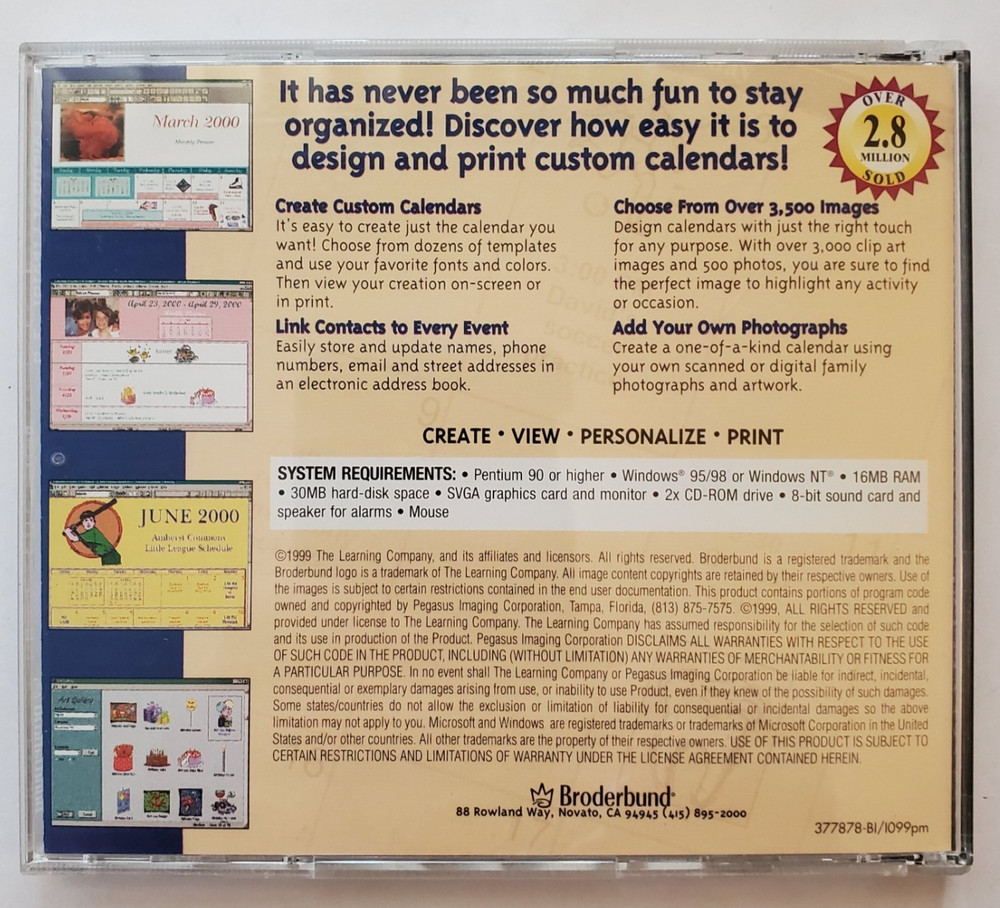 It has never been so much fun to stay
organized! Discover how easy it is to
design and print custom calendars!
OVER
2.8
MILLION
SOLD
Create Custom Calendars
It's easy to create just the calendar you
want! Choose from dozens of templates
and use your favorite fonts and colors.
Then view your creation on-screen or
in print.
Link Contacts to Every Event
Easily store and update names, phone
numbers, email and street addresses in
an electronic address book.
Choose From Over 3,500 Images
Design calendars with just the right touch
for any purpose. With over 3,000 clip art
images and 500 photos, you are sure to find
the perfect image to highlight any activity
or occasion.
Add Your Own Photographs
Create a one-of-a-kind calendar using
your own scanned or digital family
photographs and artwork.
CREATE • VIEW • PERSONALIZE • PRINT
SYSTEM REQUIREMENTS: • Pentium 90 or higher • Windows® 95/98 or Windows NT® • 16MB RAM
• 30MB hard-disk space • SVGA graphics card and monitor • 2x CD-ROM drive • 8-bit sound card and
speaker for alarms • Mouse
©1999 The Learning Company, and its affiliates and licensors. All rights reserved. Broderbund is a registered trademark and the
Broderbund logo is a trademark of The Learning Company. All image content copyrights are retained by their respective owners. Use of
the images is subject to certain restrictions contained in the end user documentation. This product contains portions of program code
owned and copyrighted by Pegasus Imaging Corporation, Tampa, Florida, (813) 875-7575. ©1999, ALL RIGHTS RESERVED and
provided under license to The Learning Company. The Learning Company has assumed responsibility for the selection of such code
and its use in production of the Product. Pegasus Imaging Corporation DISCLAIMS ALL WARRANTIES WITH RESPECT TO THE USE
OF SUCH CODE IN THE PRODUCT, INCLUDING (WITHOUT LIMITATION) ANY WARRANTIES OF MERCHANTABILITY OR FITNESS FOR
A PARTICULAR PURPOSE. In no event shall The Learning Company or Pegasus Imaging Corporation be liable for indirect, incidental,
consequential or exemplary damages arising from use, or inability to use Product, even if they knew of the possibility of such damages.
Some states/countries do not allow the exclusion or limitation of liability for consequential or incidental damages so the above
limitation may not apply to you. Microsoft and Windows are registered trademarks or trademarks of Microsoft Corporation in the United
States and/or other countries. All other trademarks are the property of their respective owners. USE OF THIS PRODUCT IS SUBJECT TO
CERTAIN RESTRICTIONS AND LIMITATIONS OF WARRANTY UNDER THE LICENSE AGREEMENT CONTAINED HEREIN.
Broderbund®
88 Rowland Way, Novato, CA 94945 (415) 895-2000
377878-BI/1099pm
March 2000
Monthly Planner
April 23, 2000 - April 29, 2000
JUNE 2000
Amherst Commons
Little League Schedule
Art Gallery